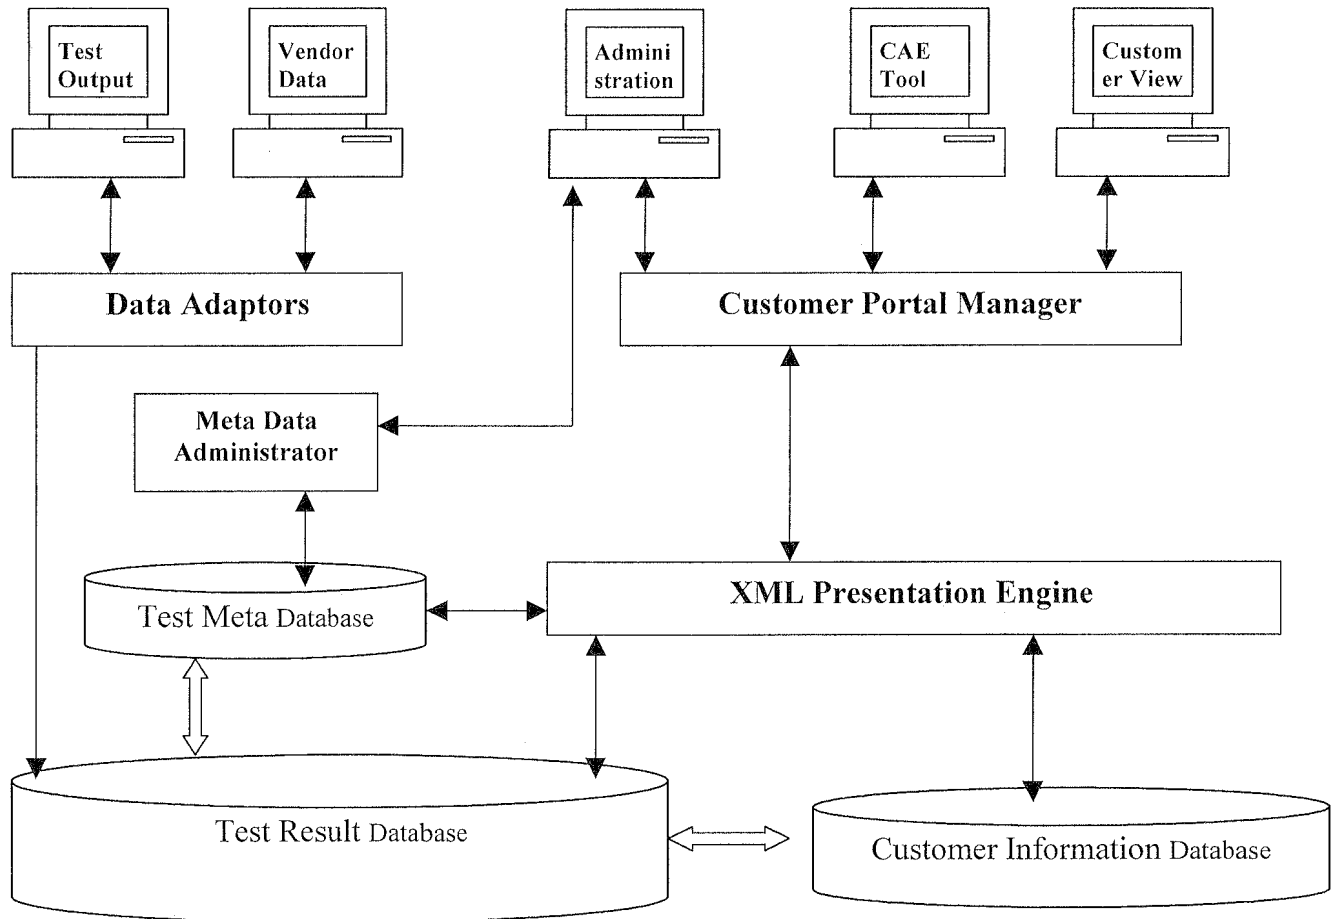 Test
Output
Vendor
Data
Admini
stration
CAE
Tool
Custom
er View
Data Adaptors
Customer Portal Manager
Meta Data
Administrator
XML Presentation Engine
Test Meta Database
Test Result Database
Customer Information Database